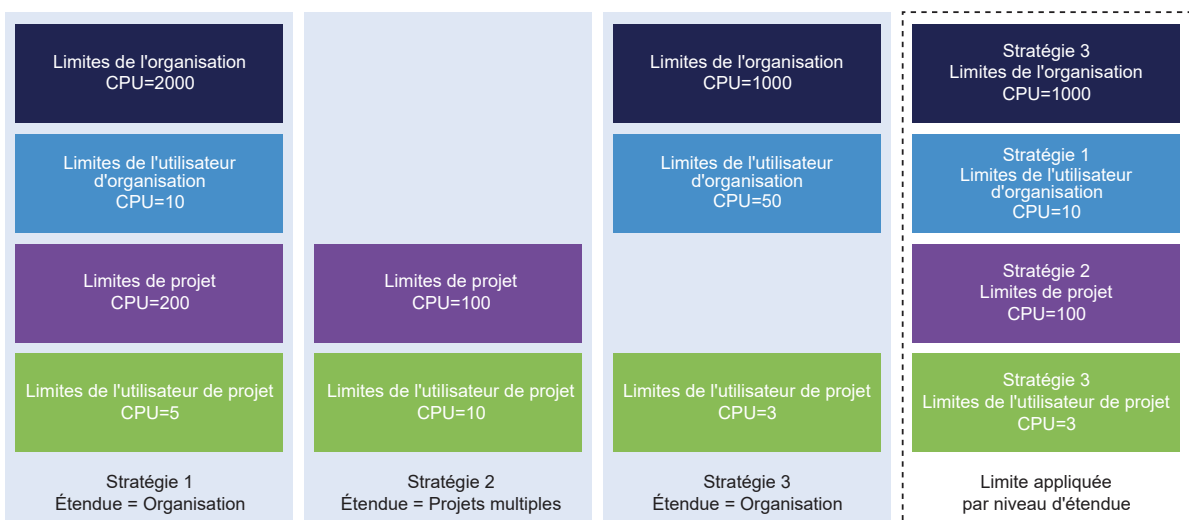 Limites de l'organisation
CPU=2000
Limites de l'utilisateur
d'organisation
CPU=10
Limites de projet
CPU=200
Limites de l'utilisateur de projet
CPU=5
Stratégie 1
Étendue = Organisation
Limites de projet
CPU=100
Limites de l'utilisateur de projet
CPU=10
Stratégie 2
Étendue = Projets multiples
Limites de l'organisation
CPU=1000
Limites de l'utilisateur
d'organisation
CPU=50
Limites de l'utilisateur de projet
CPU=3
Stratégie 3
Étendue = Organisation
Stratégie 3
Limites de l'organisation
CPU=1000
Stratégie 1
Limites de l'utilisateur
d'organisation
CPU=10
Stratégie 2
Limites de projet
CPU=100
Stratégie 3
Limites de l'utilisateur de projet
CPU=3
Limite appliquée
par niveau d'étendue